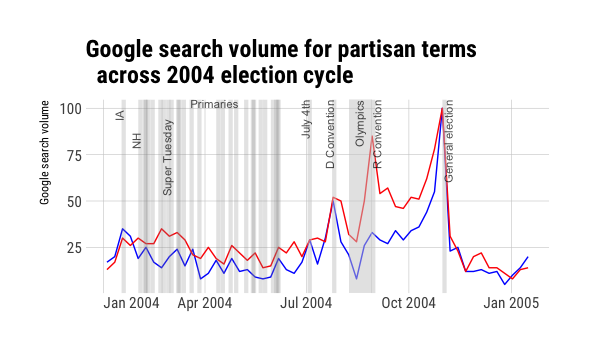 Google search volume for partisan terms
across 2004 election cycle
Google search volume
100
75
50
25
IA
NH
Super Tuesday
Primaries
July 4th
D Convention
Olympics
R Convention
General election
Jan 2004
Apr 2004
Jul 2004
Oct 2004
Jan 2005